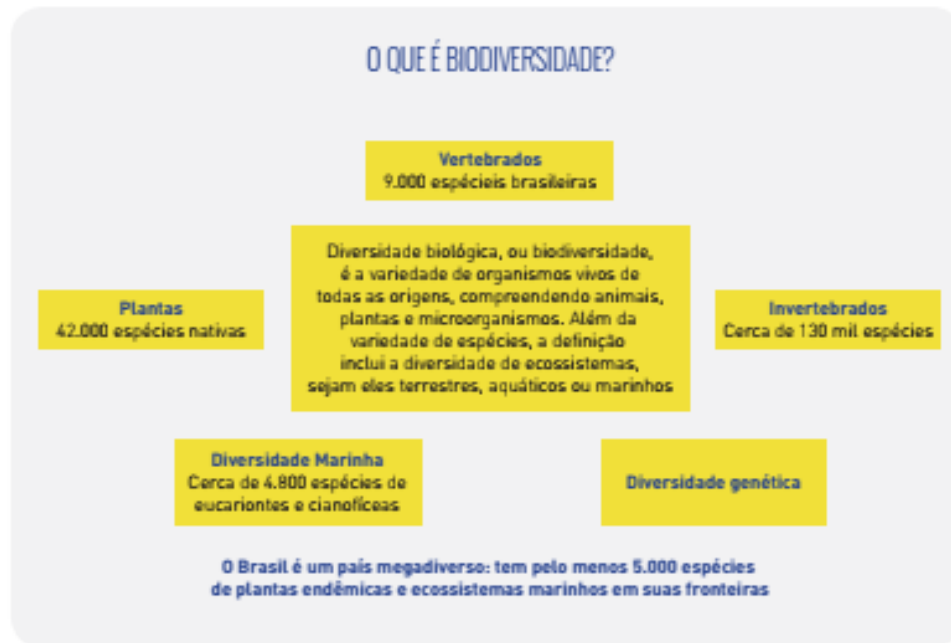 O QUE É BIODIVERSIDADE?
Vertebrados
9.000 espécieis brasileiras
Diversidade biológica, ou biodiversidade,
é a variedade de organismos vivos de
todas as origens, compreendendo animais,
plantas e microorganismos. Além da
variedade de espécies, a definição
inclui a diversidade de ecossistemas,
sejam eles terrestres, aquáticos ou marinhos
Plantas
42.000 espécies nativas
Invertebrados
Cerca de 130 mil espécies
Diversidade Marinha
Cerca de 4.800 espécies de
eucariontes e cianofíceas
Diversidade genética
O Brasil é um país megadiverso: tem pelo menos 5.000 espécies
de plantas endêmicas e ecossistemas marinhos em suas fronteiras